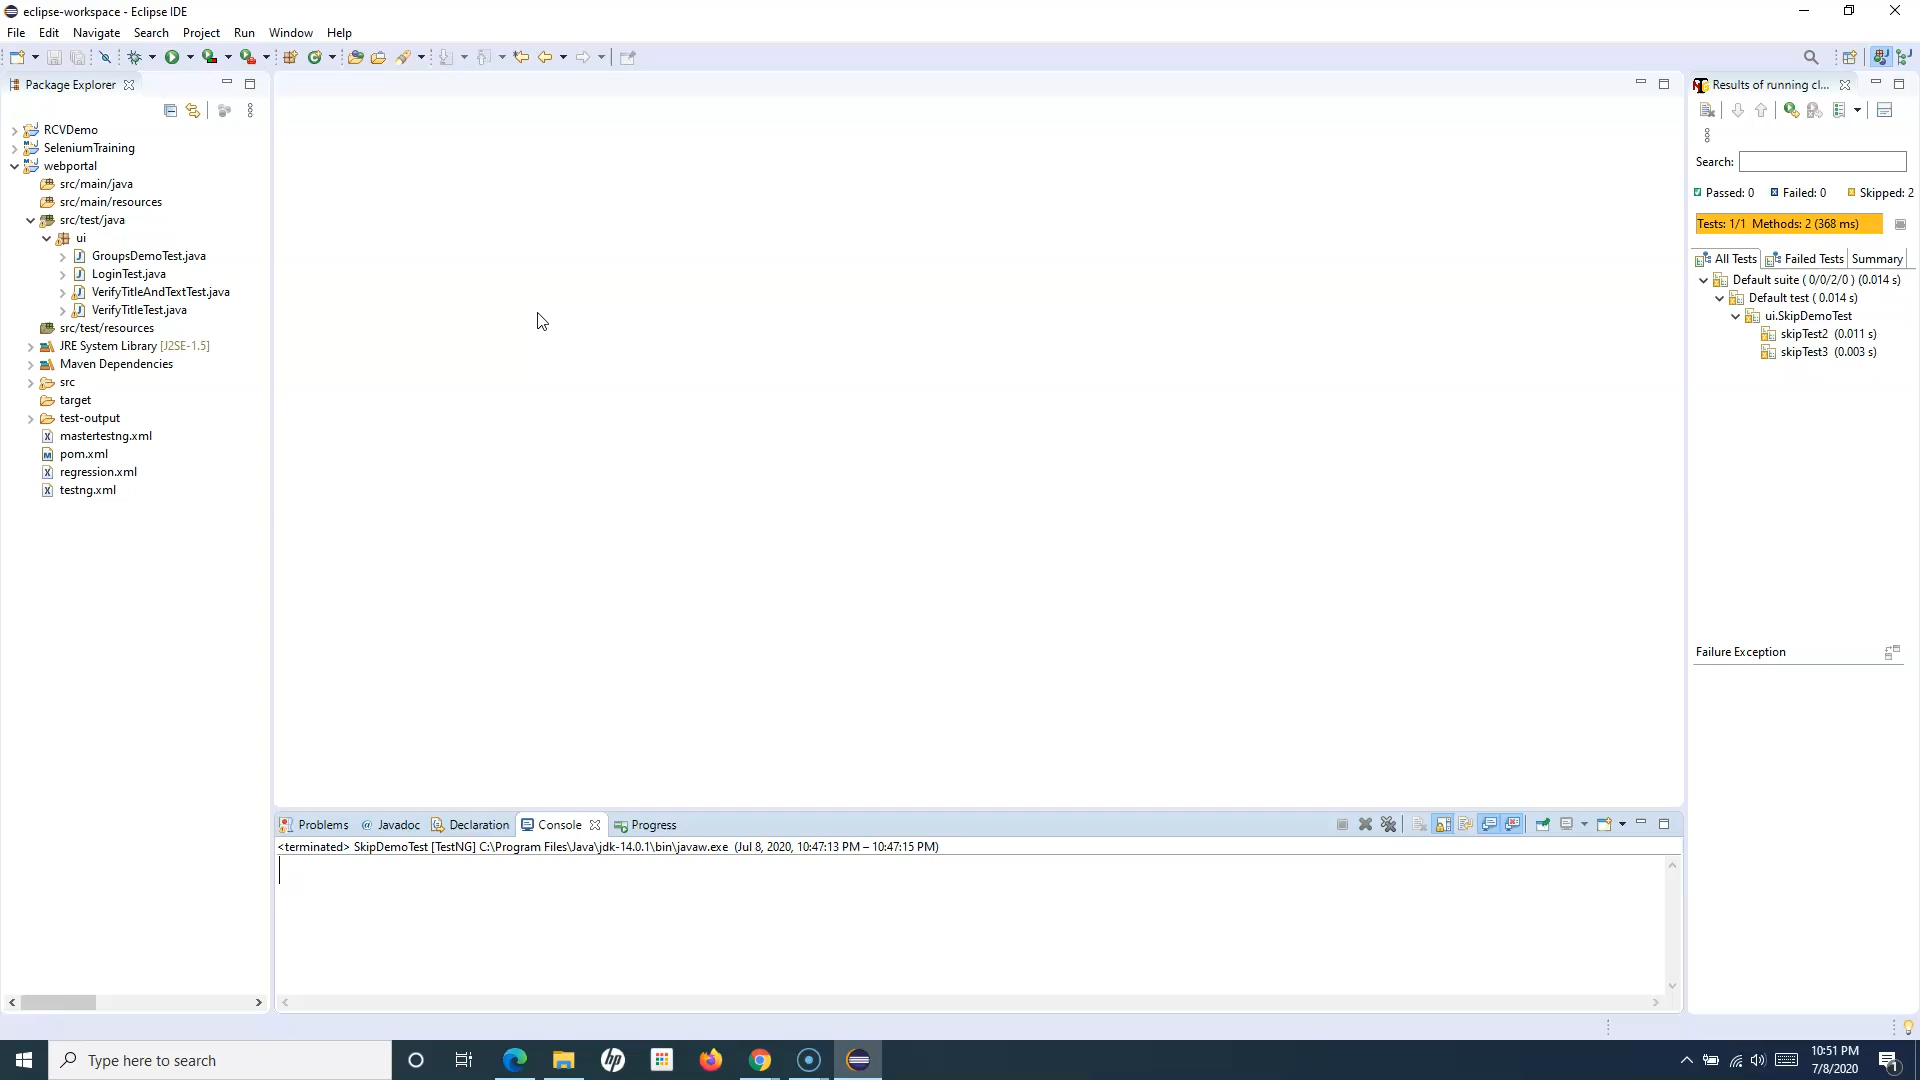 eclipse-workspace - Eclipse IDE
File Edit Navigate Search Project Run Window Help
Package Explorer
RCVDemo
SeleniumTraining
webportal
src/main/java
src/main/resources
src/test/java
ui
GroupsDemoTest.java
LoginTest.java
VerifyTitleAndTextTest.java
VerifyTitleTest.java
src/test/resources
JRE System Library [J2SE-1.5]
Maven Dependencies
src
target
test-output
mastertestng.xml
pom.xml
regression.xml
testng.xml
Problems Javadoc Declaration Console Progress
<terminated> SkipDemoTest [TestNG] C:\Program Files\Java\jdk-14.0.1\bin\javaw.exe (Jul 8, 2020, 10:47:13 PM – 10:47:15 PM)
Results of running cl...
Search:
Passed: 0 Failed: 0 Skipped: 2
Tests: 1/1 Methods: 2 (368 ms)
All Tests Failed Tests Summary
Default suite ( 0/0/2/0 ) (0.014 s)
Default test ( 0.014 s)
ui.SkipDemoTest
skipTest2 (0.011 s)
skipTest3 (0.003 s)
Failure Exception
Type here to search
10:51 PM
7/8/2020